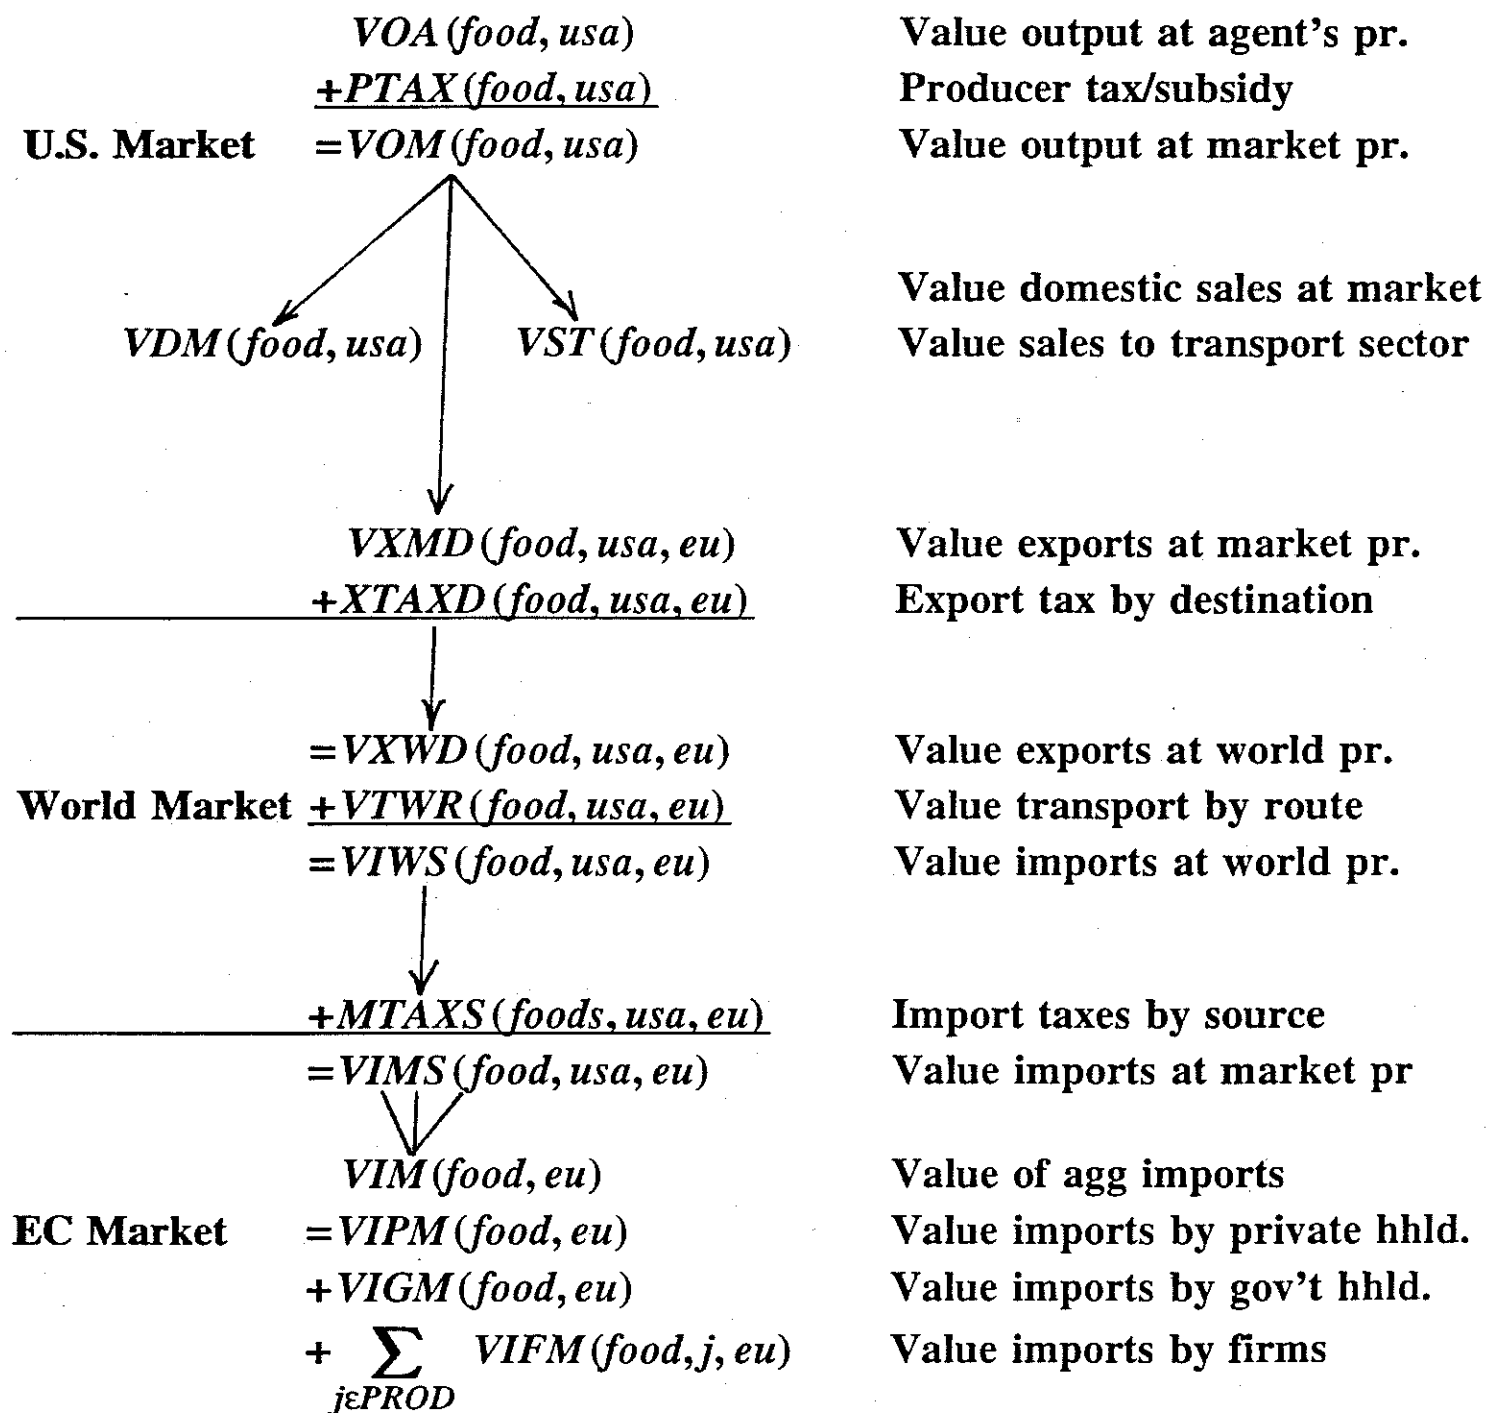 VOA (food, usa) Value output at agent's pr.
+PTAX (food, usa) Producer tax/subsidy
U.S. Market =VOM (food, usa) Value output at market pr.
Value domestic sales at market
VDM (food, usa) VST (food, usa) Value sales to transport sector
VXMD (food, usa, eu) Value exports at market pr.
+XTAXD (food, usa, eu) Export tax by destination
=VXWD (food, usa, eu) Value exports at world pr.
World Market +VTWR (food, usa, eu) Value transport by route
=VIWS (food, usa, eu) Value imports at world pr.
+MTAXS (foods, usa, eu) Import taxes by source
=VIMS (food, usa, eu) Value imports at market pr
VIM (food, eu) Value of agg imports
EC Market =VIPM (food, eu) Value imports by private hhld.
+VIGM (food, eu) Value imports by gov't hhld.
+ ∑ VIFM (food, j, eu) Value imports by firms
jεPROD